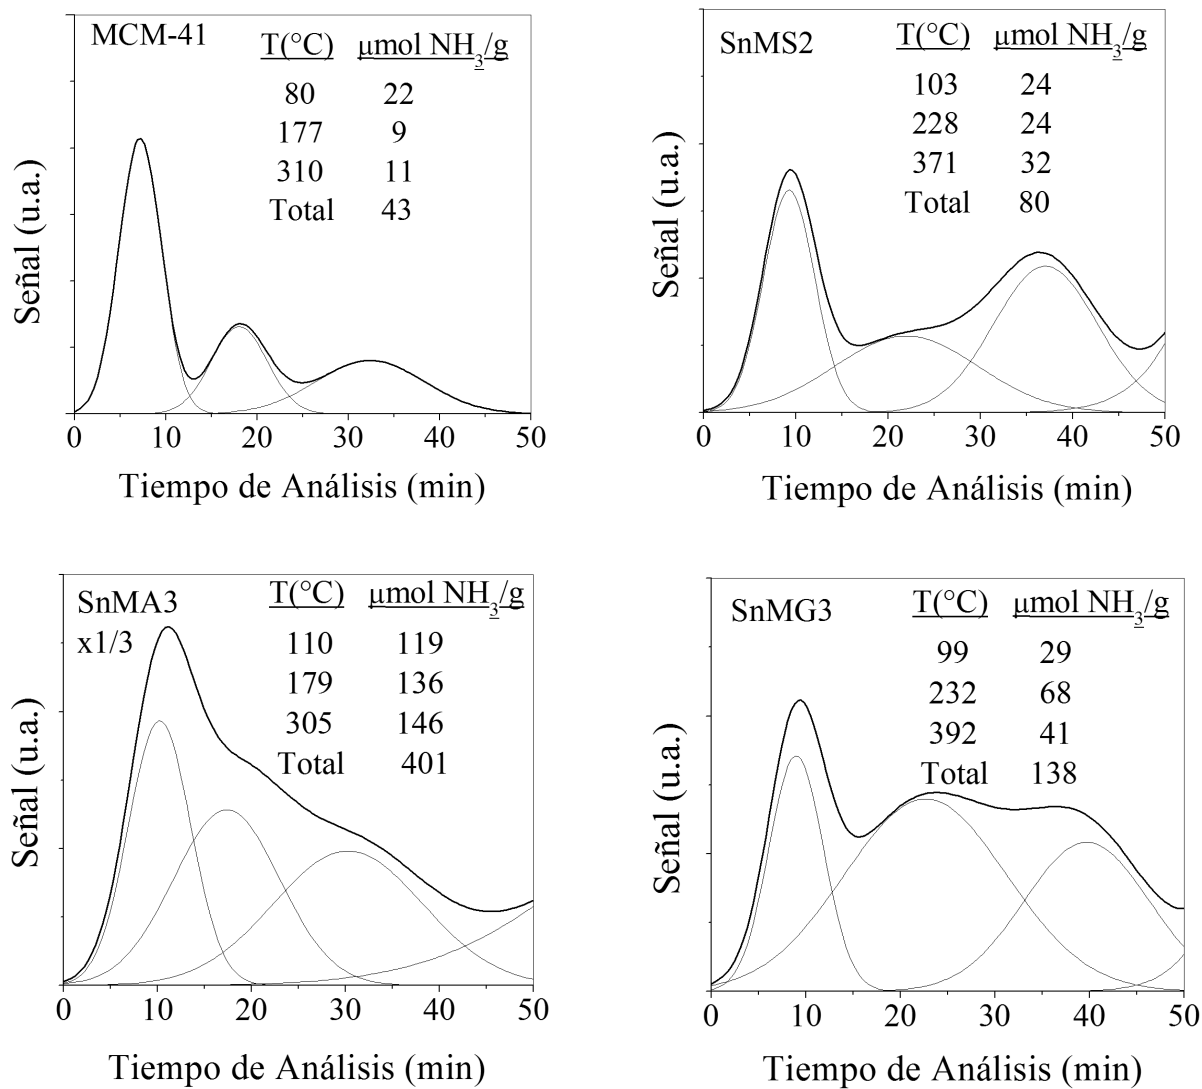 MCM-41
T(°C) μmol NH3/g
80 22
177 9
310 11
Total 43
Señal (u.a.)
0 10 20 30 40 50
Tiempo de Análisis (min)
SnMS2
T(°C) μmol NH3/g
103 24
228 24
371 32
Total 80
Señal (u.a.)
0 10 20 30 40 50
Tiempo de Análisis (min)
SnMA3
x1/3
T(°C) μmol NH3/g
110 119
179 136
305 146
Total 401
Señal (u.a.)
0 10 20 30 40 50
Tiempo de Análisis (min)
SnMG3
T(°C) μmol NH3/g
99 29
232 68
392 41
Total 138
Señal (u.a.)
0 10 20 30 40 50
Tiempo de Análisis (min)